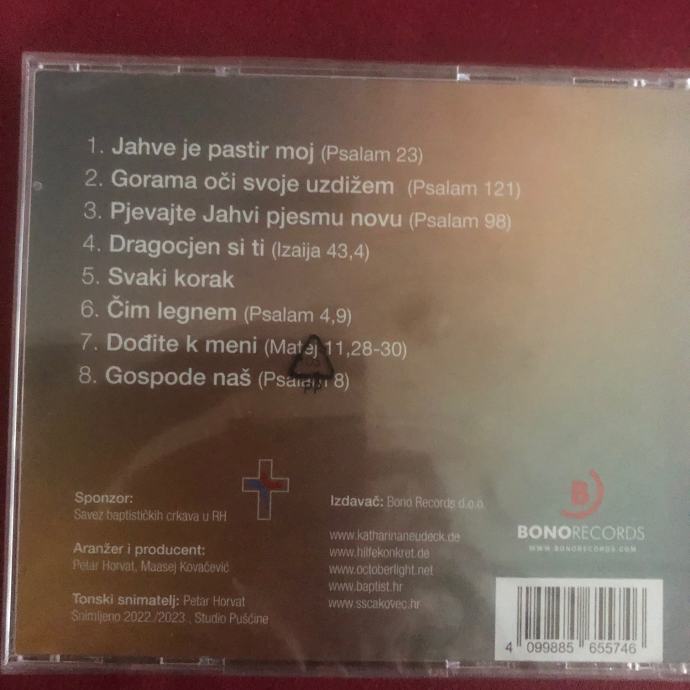 1. Jahve je pastir moj (Psalam 23)
2. Gorama oči svoje uzdižem (Psalam 121)
3. Pjevajte Jahvi pjesmu novu (Psalam 98)
4. Dragocjen si ti (Izaija 43,4)
5. Svaki korak
6. Čim legnem (Psalam 4,9)
7. Dođite k meni (Matej 11,28-30)
8. Gospode naš (Psalam 8)
Sponzor:
Savez baptističkih crkava u RH
Aranžer i producent:
Petar Horvat, Maasej Kovačević
Tonski snimatelj: Petar Horvat
Snimljeno 2022./2023., Studio Pušćine
Izdavač: Bono Records d.o.o.
www.katharinaneudeck.de
www.hilfekonkret.de
www.octoberlight.net
www.baptist.hr
www.sscakovec.hr
B
BONORECORDS
WWW.BONORECORDS.COM
4 099885 655746